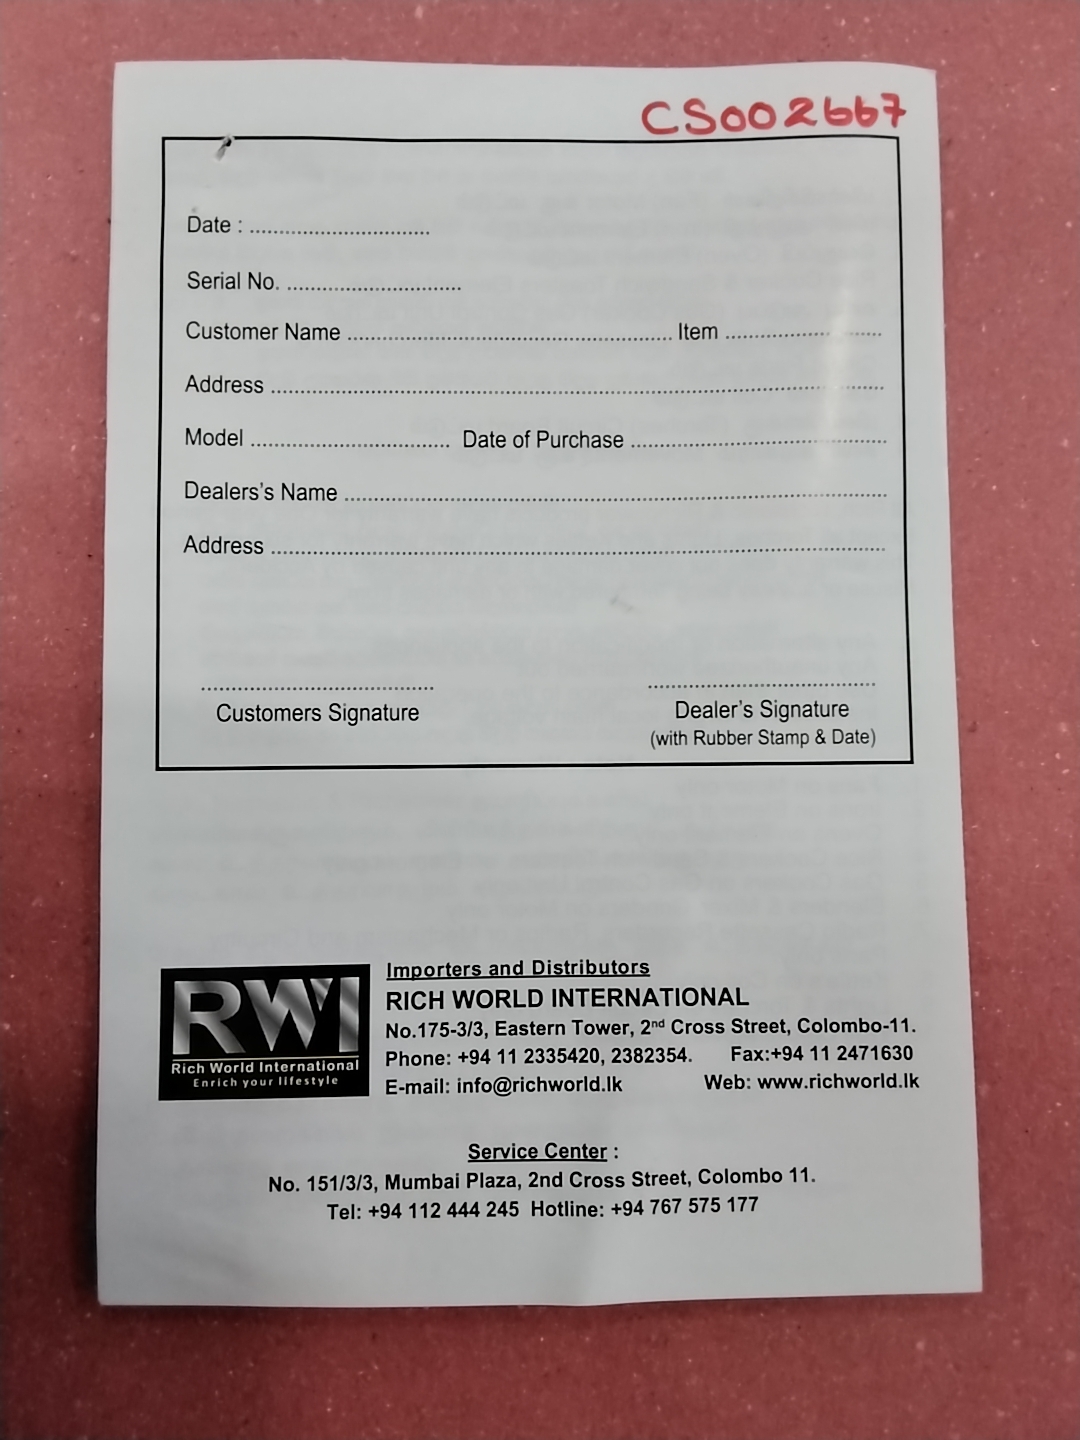 CS002667
Date : ..............................
Serial No. ..............................
Customer Name .................................................. Item ..........................
Address ....................................................................................................
Model .................................. Date of Purchase ..........................................
Dealers's Name ........................................................................................
Address ....................................................................................................
Customers Signature
Dealer's Signature
(with Rubber Stamp & Date)
RWI
Rich World International
Enrich your lifestyle
Importers and Distributors
RICH WORLD INTERNATIONAL
No.175-3/3, Eastern Tower, 2nd Cross Street, Colombo-11.
Phone: +94 11 2335420, 2382354. Fax:+94 11 2471630
E-mail: info@richworld.lk Web: www.richworld.lk
Service Center :
No. 151/3/3, Mumbai Plaza, 2nd Cross Street, Colombo 11.
Tel: +94 112 444 245 Hotline: +94 767 575 177